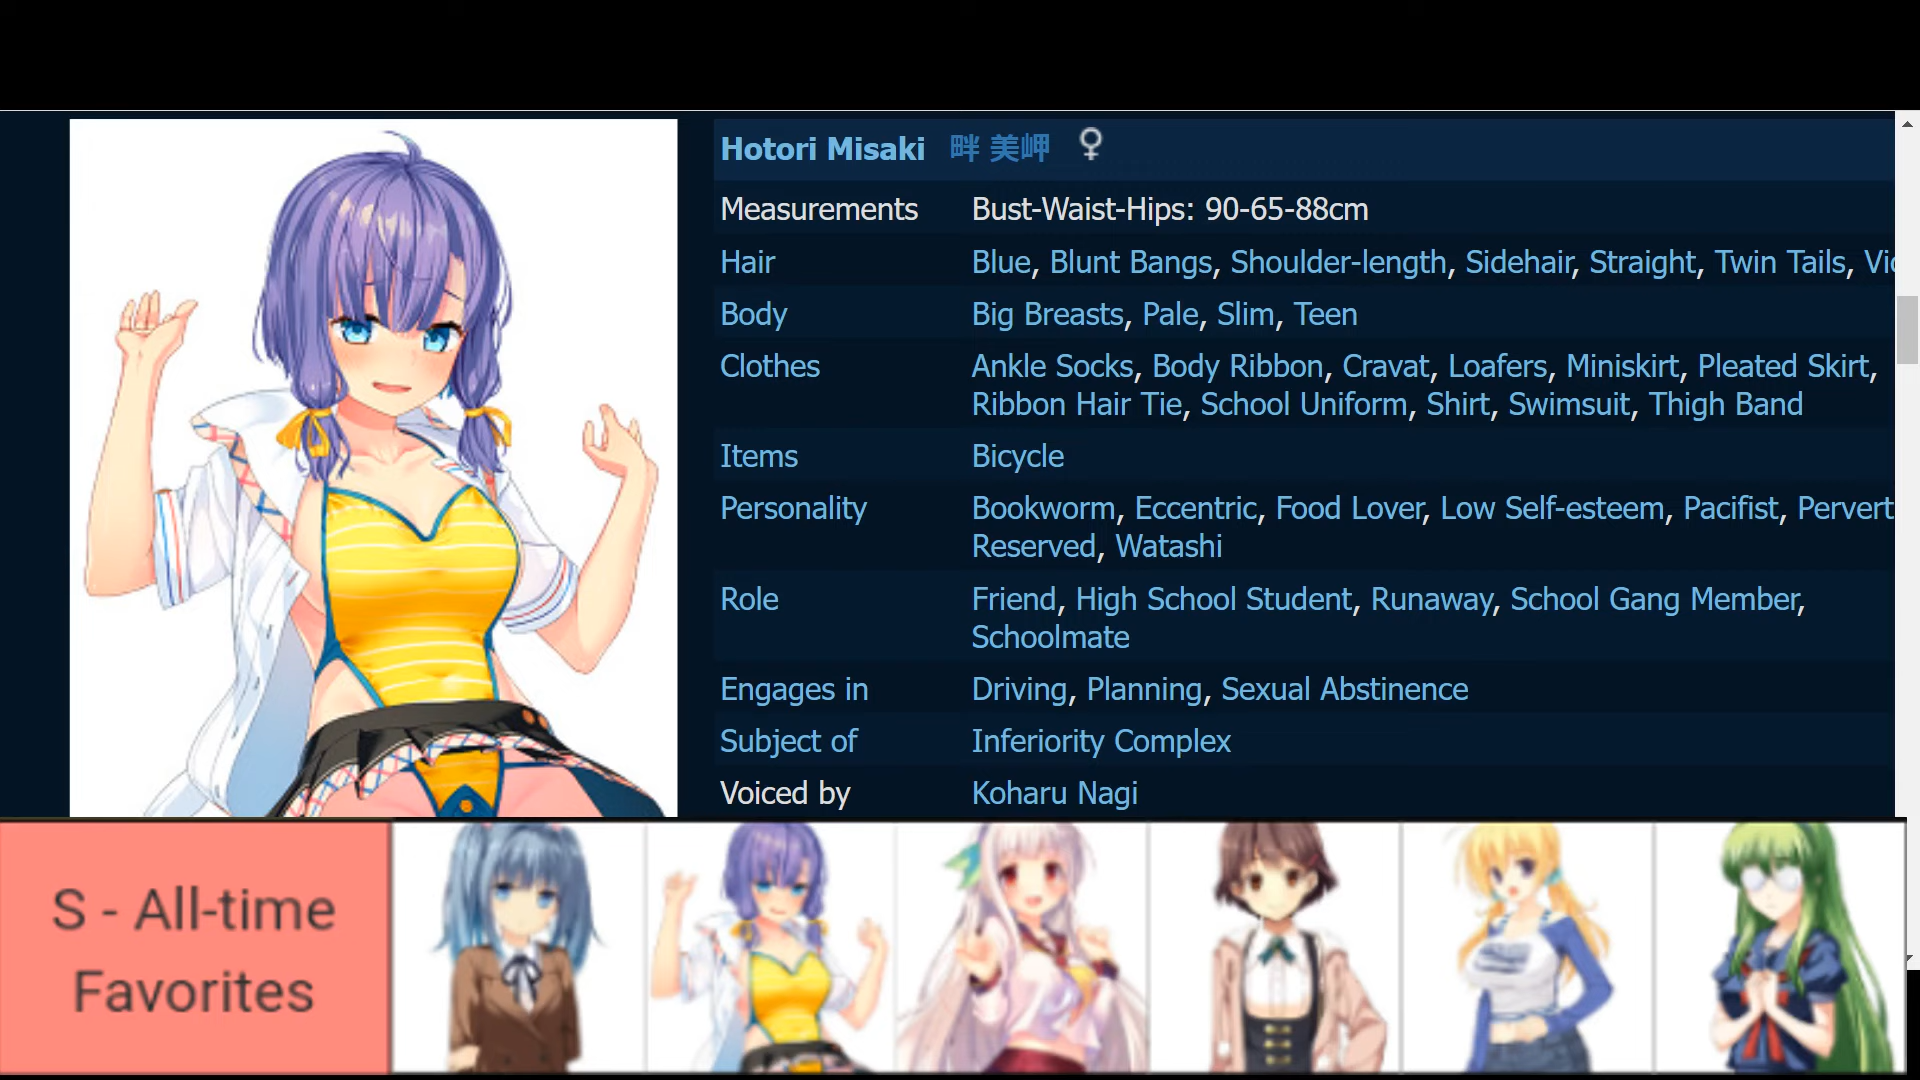 Hotori Misaki 畔 美岬 ♀
Measurements Bust-Waist-Hips: 90-65-88cm
Hair Blue, Blunt Bangs, Shoulder-length, Sidehair, Straight, Twin Tails,
Body Big Breasts, Pale, Slim, Teen
Clothes Ankle Socks, Body Ribbon, Cravat, Loafers, Miniskirt, Pleated Skirt,
Ribbon Hair Tie, School Uniform, Shirt, Swimsuit, Thigh Band
Items Bicycle
Personality Bookworm, Eccentric, Food Lover, Low Self-esteem, Pacifist, Pervert
Reserved, Watashi
Role Friend, High School Student, Runaway, School Gang Member,
Schoolmate
Engages in Driving, Planning, Sexual Abstinence
Subject of Inferiority Complex
Voiced by Koharu Nagi
S - All-time
Favorites